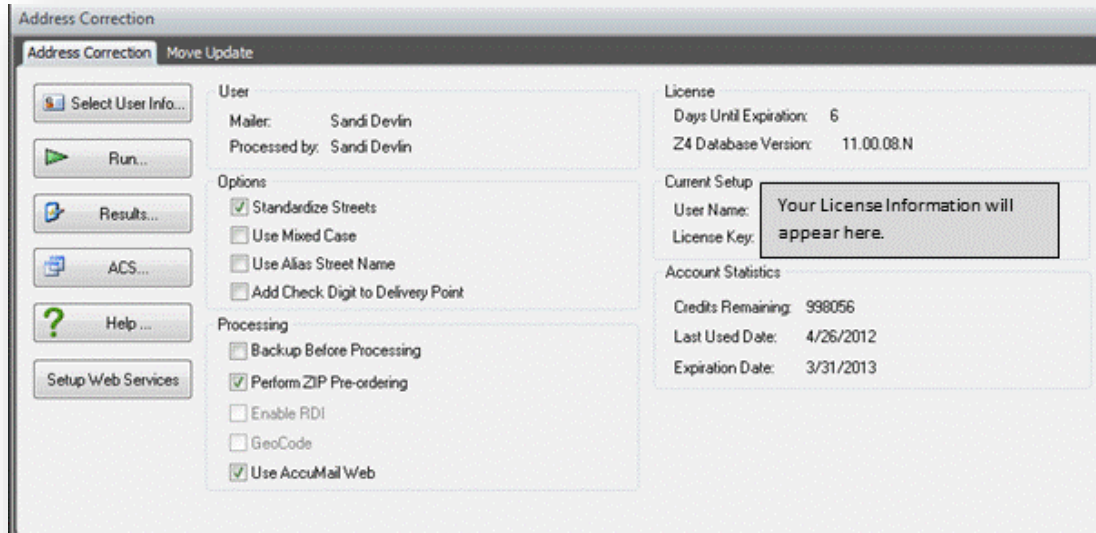 Address Correction
Address Correction Move Update
Select User Info...
Run...
Results...
ACS...
Help ...
Setup Web Services
User
Mailer: Sandi Devlin
Processed by: Sandi Devlin
Options
Standardize Streets
Use Mixed Case
Use Alias Street Name
Add Check Digit to Delivery Point
Processing
Backup Before Processing
Perform ZIP Pre-ordering
Enable RDI
GeoCode
Use AccuMail Web
License
Days Until Expiration: 6
Z4 Database Version: 11.00.08.N
Current Setup
User Name:
License Key:
Your License Information will
appear here.
Account Statistics
Credits Remaining: 998056
Last Used Date: 4/26/2012
Expiration Date: 3/31/2013